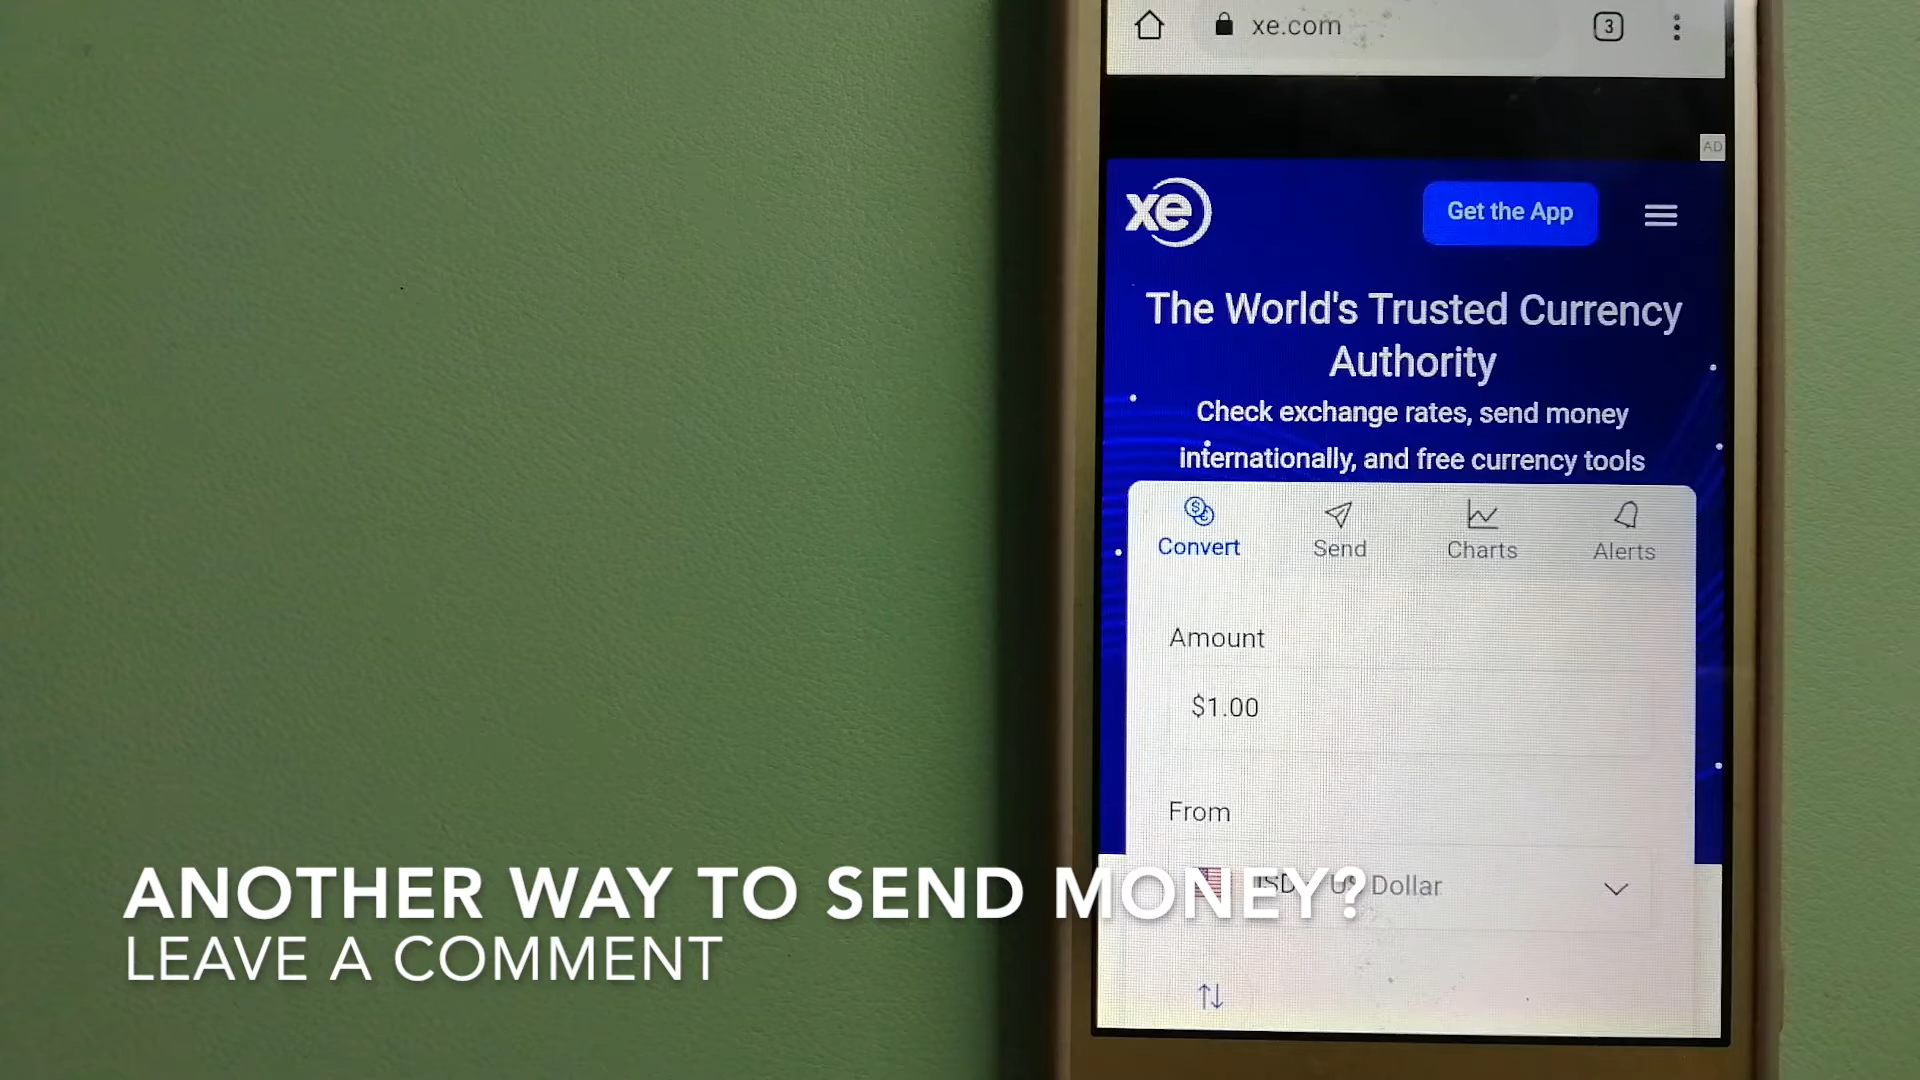 xe.com
3
AD
xe
Get the App
The World's Trusted Currency
Authority
Check exchange rates, send money
internationally, and free currency tools
Convert
Send
Charts
Alerts
Amount
$1.00
From
US Dollar
ANOTHER WAY TO SEND MONEY?
LEAVE A COMMENT